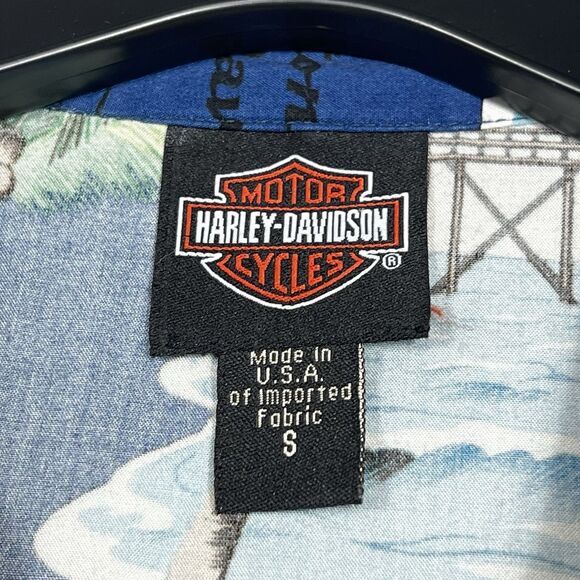 MOTOR
HARLEY-DAVIDSON
CYCLES
®
Made in
U.S.A.
of Imported
Fabric
S